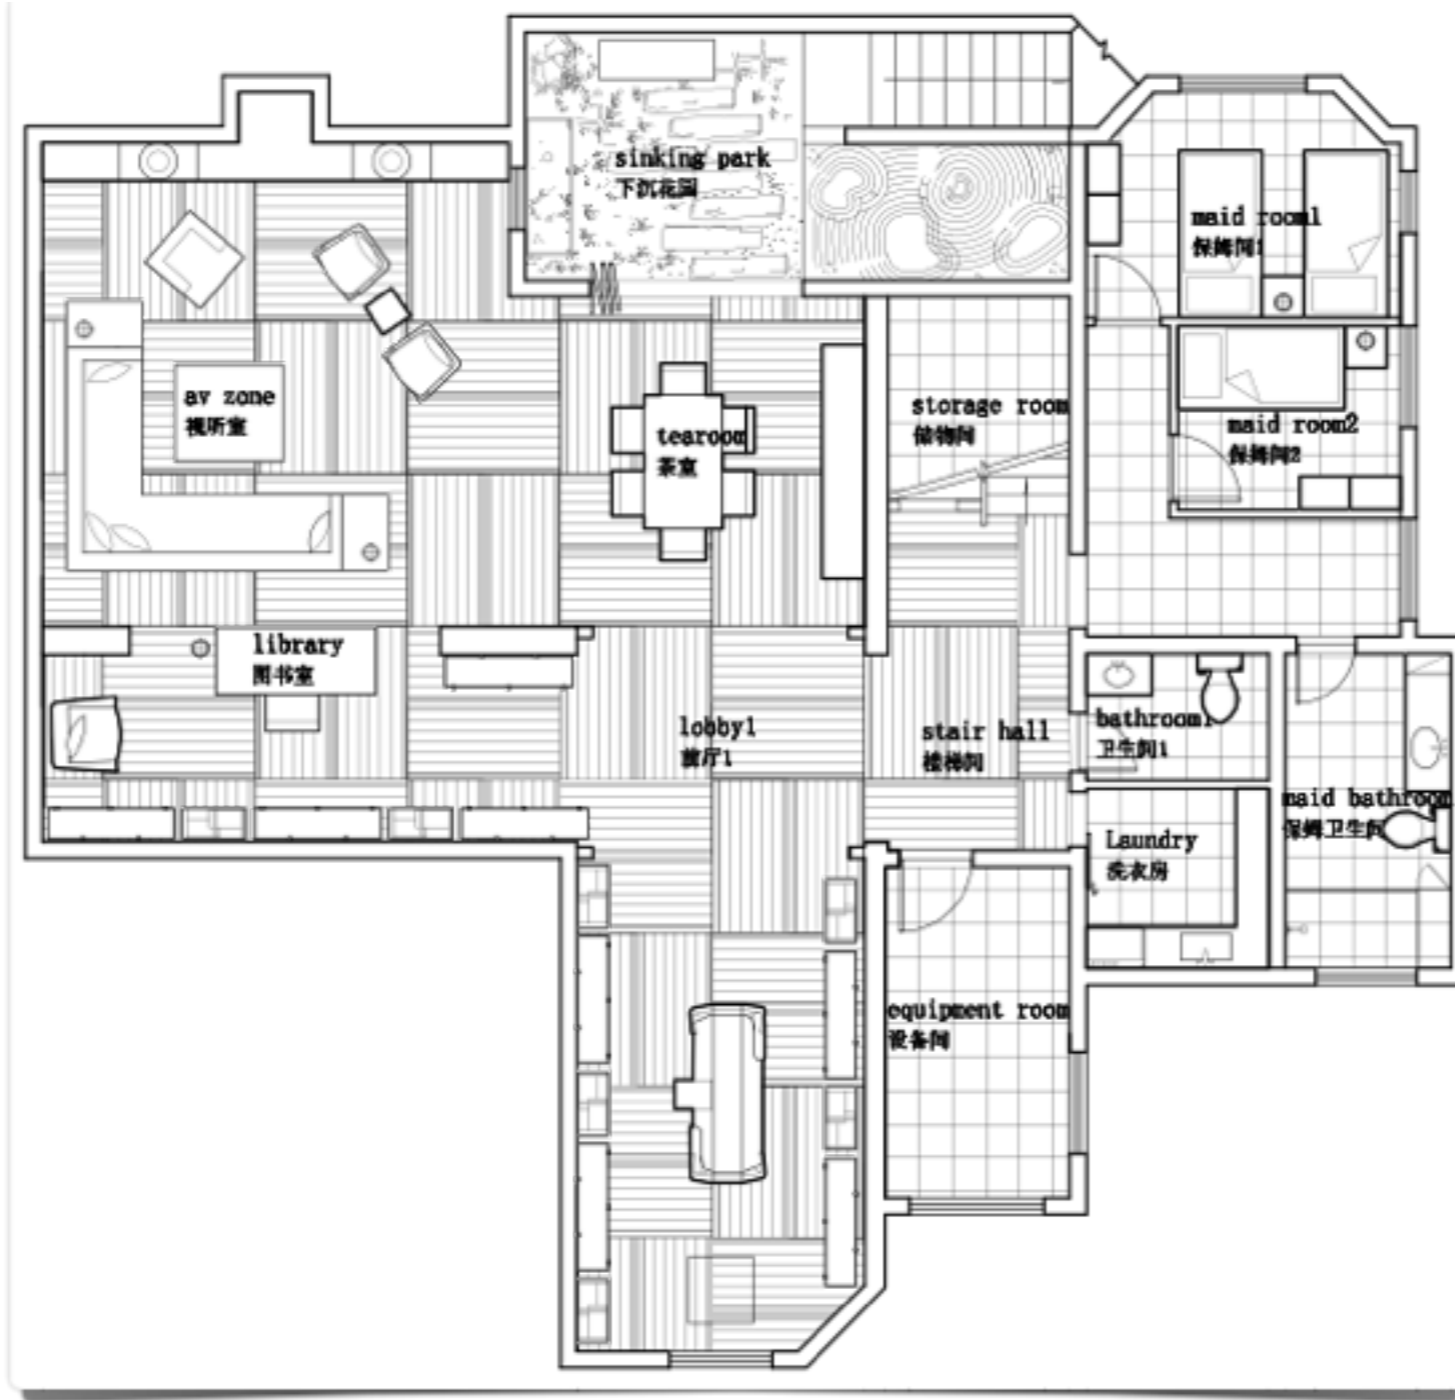 sinking park
下沉花园
maid room1
保姆间1
av zone
视听室
tearoom
茶室
storage room
储物间
maid room2
保姆间2
library
图书室
lobby1
前厅1
stair hall
楼梯间
bathroom1
卫生间1
maid bathroom
保姆卫生间
Laundry
洗衣房
equipment room
设备间